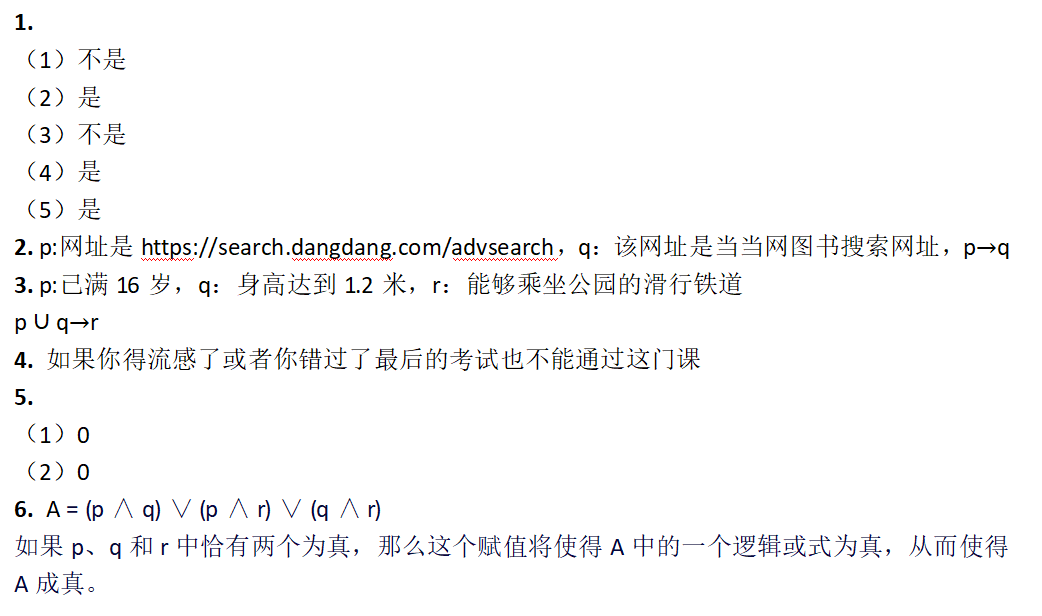 1.
（1）不是
（2）是
（3）不是
（4）是
（5）是
2. p:网址是 https://search.dangdang.com/advsearch，q：该网址是当当网图书搜索网址，p→q
3. p:已满 16 岁，q：身高达到 1.2 米，r：能够乘坐公园的滑行铁道
p ∪ q→r
4. 如果你得流感了或者你错过了最后的考试也不能通过这门课
5.
（1）0
（2）0
6. A = (p ∧ q) ∨ (p ∧ r) ∨ (q ∧ r)
如果 p、q 和 r 中恰有两个为真，那么这个赋值将使得 A 中的一个逻辑或式为真，从而使得
A 成真。